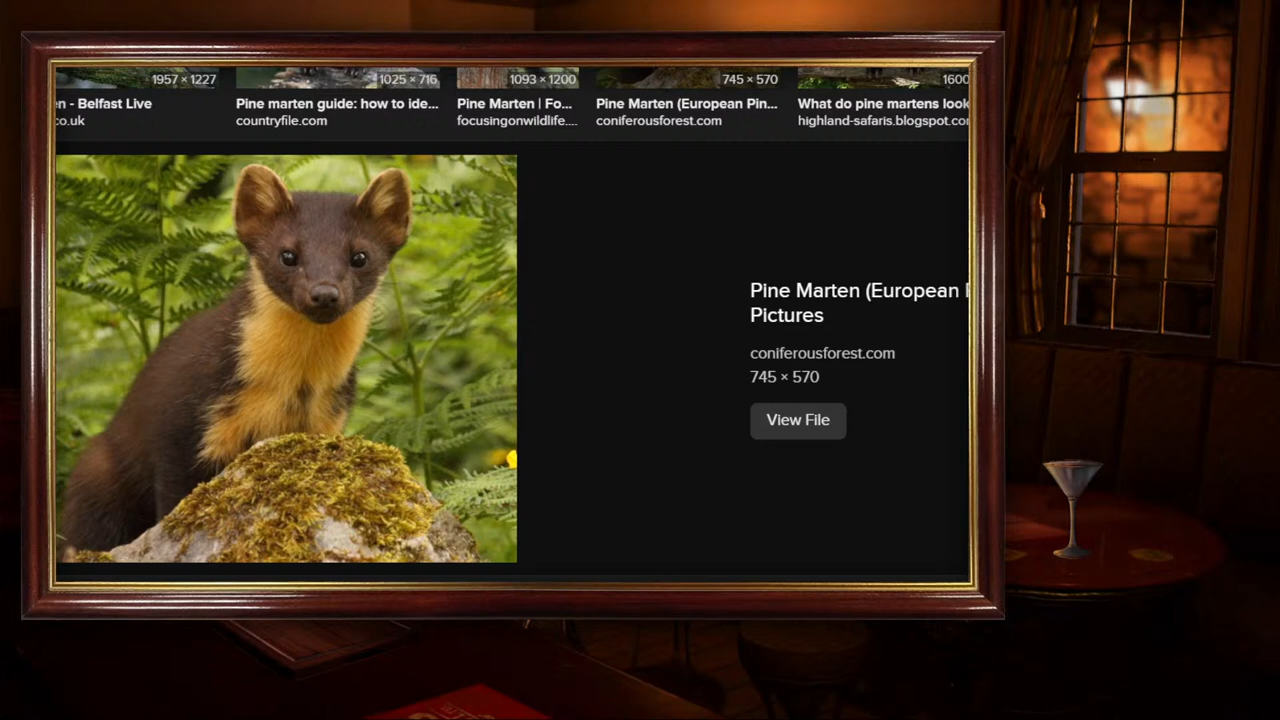 1957 × 1227
1025 × 716
1093 × 1200
745 × 570
1600
en - Belfast Live
Pine marten guide: how to ide...
Pine Marten | Fo...
Pine Marten (European Pin...
What do pine martens look
co.uk
countryfile.com
focusingonwildlife....
coniferousforest.com
highland-safaris.blogspot.co
Pine Marten (European
Pictures
coniferousforest.com
745 × 570
View File